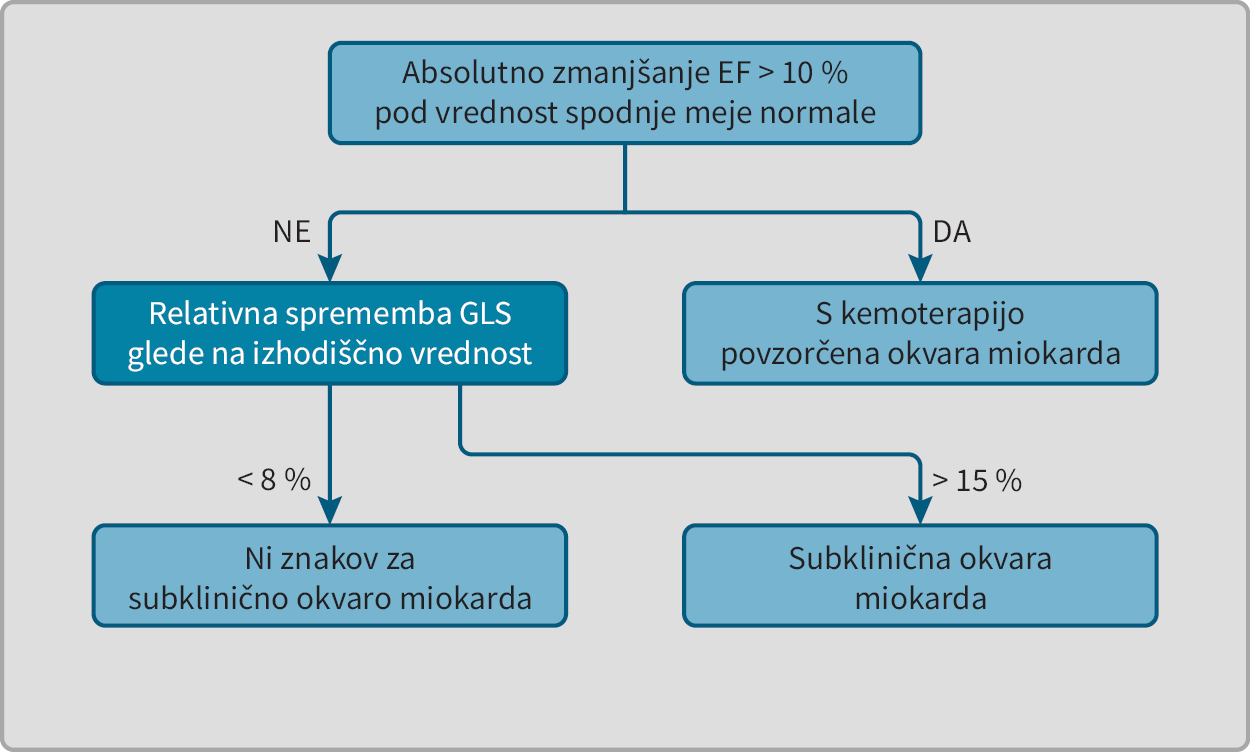 Absolutno zmanjšanje EF > 10 %
pod vrednost spodnje meje normale
NE
DA
Relativna sprememba GLS
glede na izhodiščno vrednost
S kemoterapijo
povzorčena okvara miokarda
< 8 %
> 15 %
Ni znakov za
subklinično okvaro miokarda
Subklinična okvara
miokarda